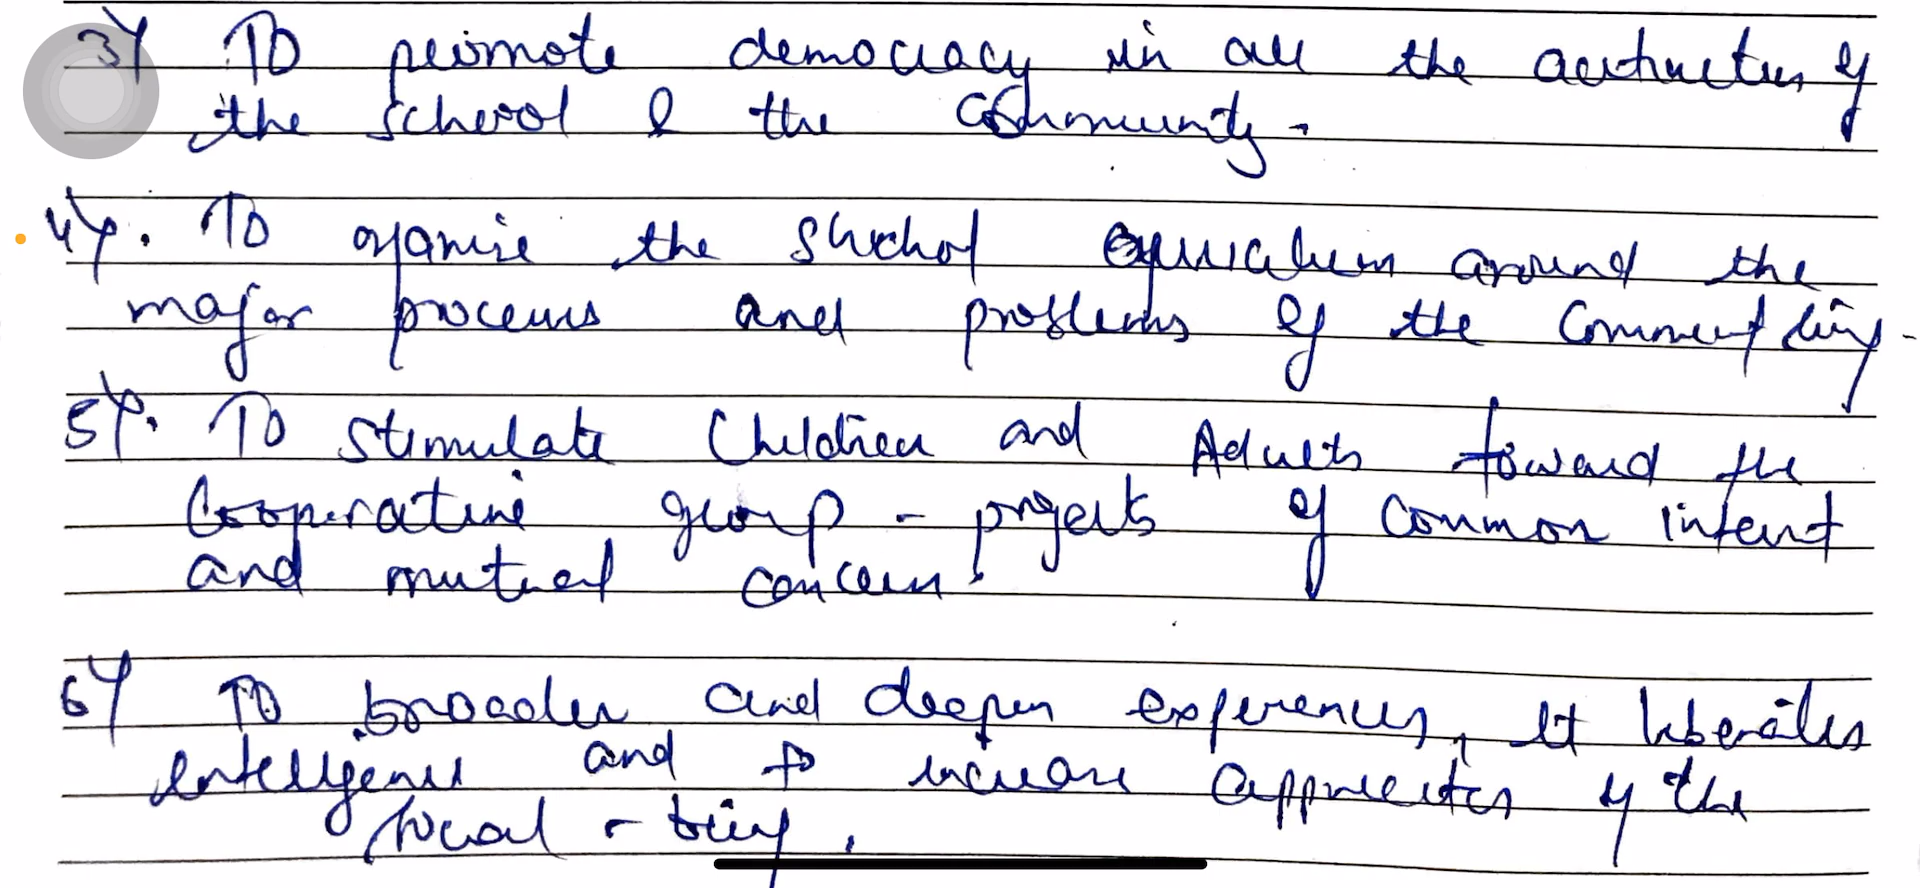 3) To promote democracy in all the activities of
the school & the community.
4). To organise the school curriculum around the
major process and problems of the
5). To stimulate Children and Adults toward the
Cooperative group - projects of common interest
and mutual concern.
6) To broader and deepen experiences, It liberates
intelligence and to increase appreciation of the
social - being.